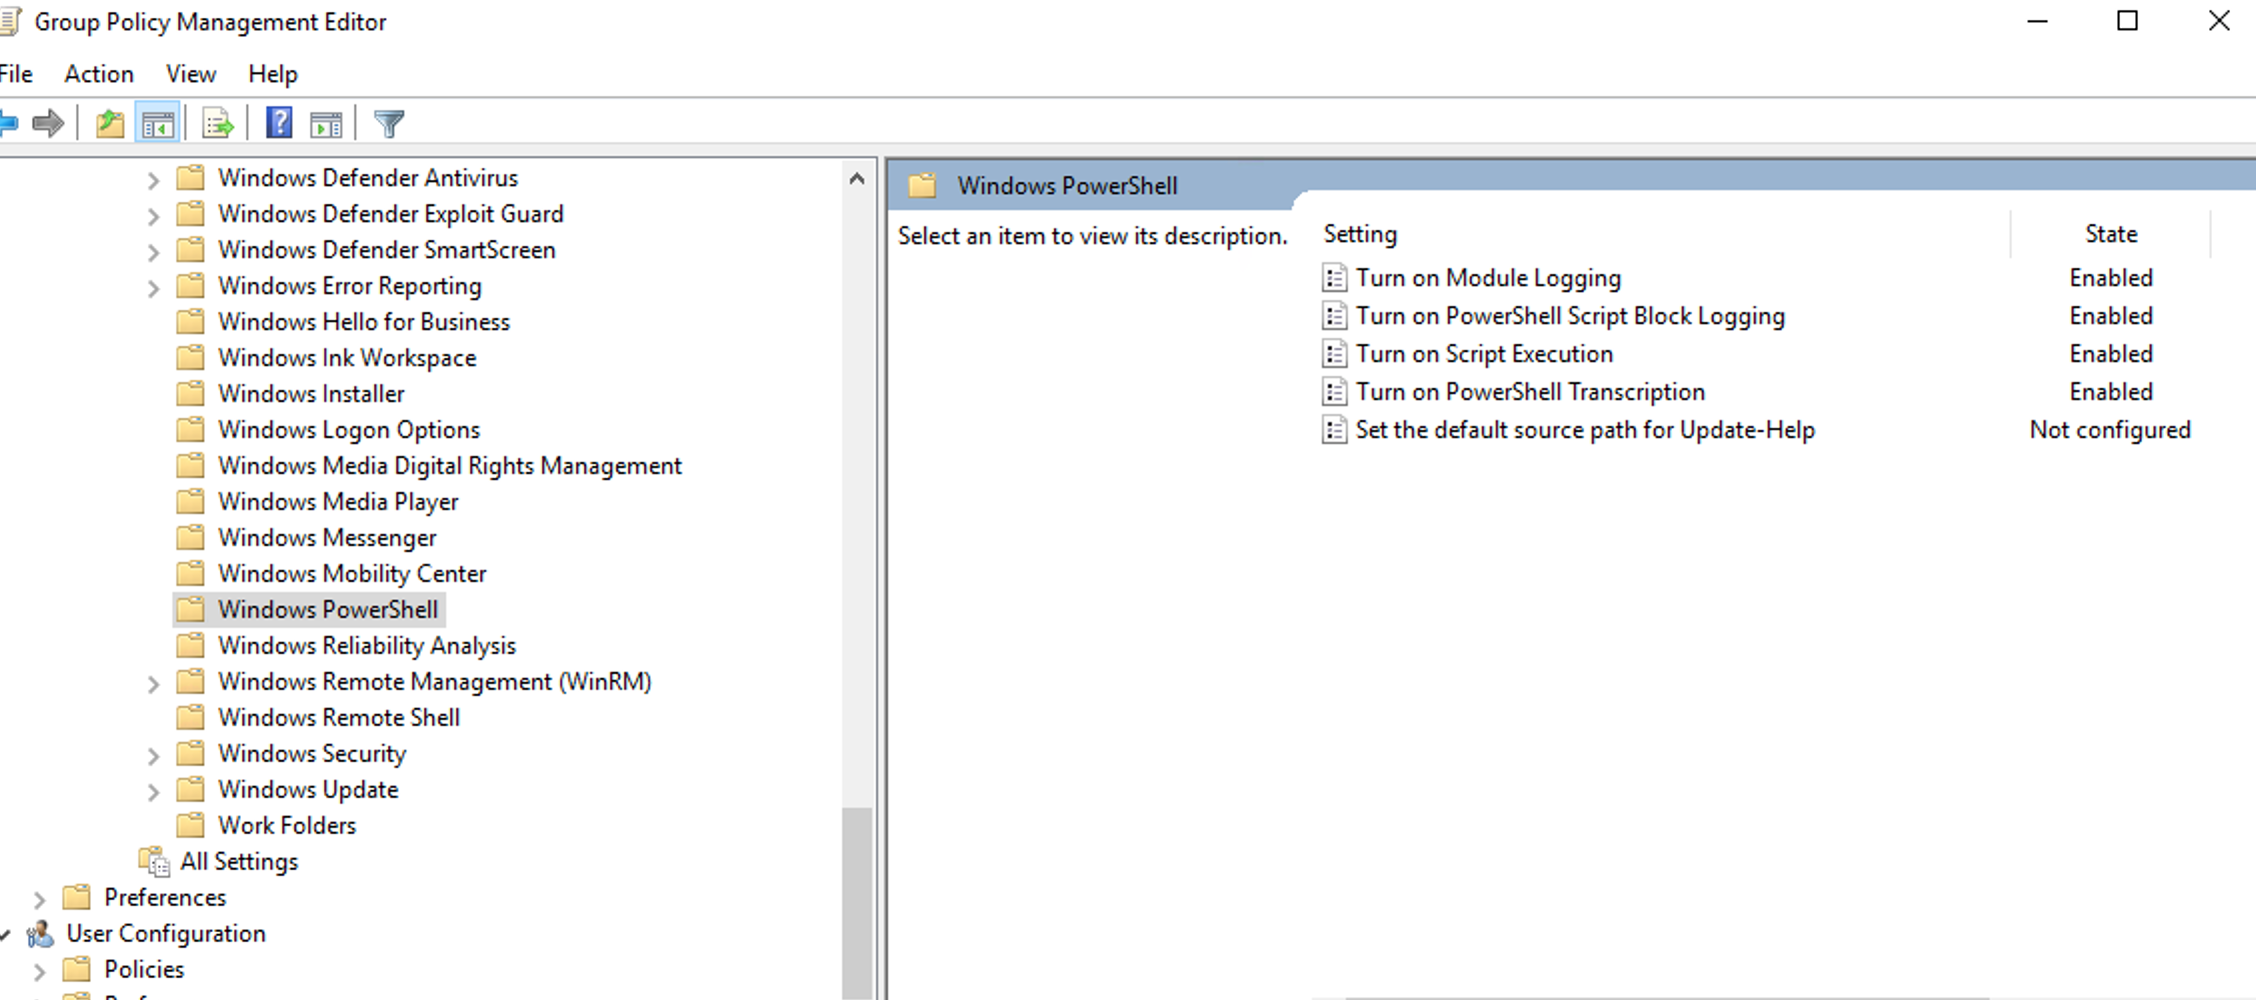 Group Policy Management Editor
File Action View Help
Windows Defender Antivirus
Windows Defender Exploit Guard
Windows Defender SmartScreen
Windows Error Reporting
Windows Hello for Business
Windows Ink Workspace
Windows Installer
Windows Logon Options
Windows Media Digital Rights Management
Windows Media Player
Windows Messenger
Windows Mobility Center
Windows PowerShell
Windows Reliability Analysis
Windows Remote Management (WinRM)
Windows Remote Shell
Windows Security
Windows Update
Work Folders
All Settings
Preferences
User Configuration
Policies
Windows PowerShell
Select an item to view its description.
Setting State
Turn on Module Logging Enabled
Turn on PowerShell Script Block Logging Enabled
Turn on Script Execution Enabled
Turn on PowerShell Transcription Enabled
Set the default source path for Update-Help Not configured